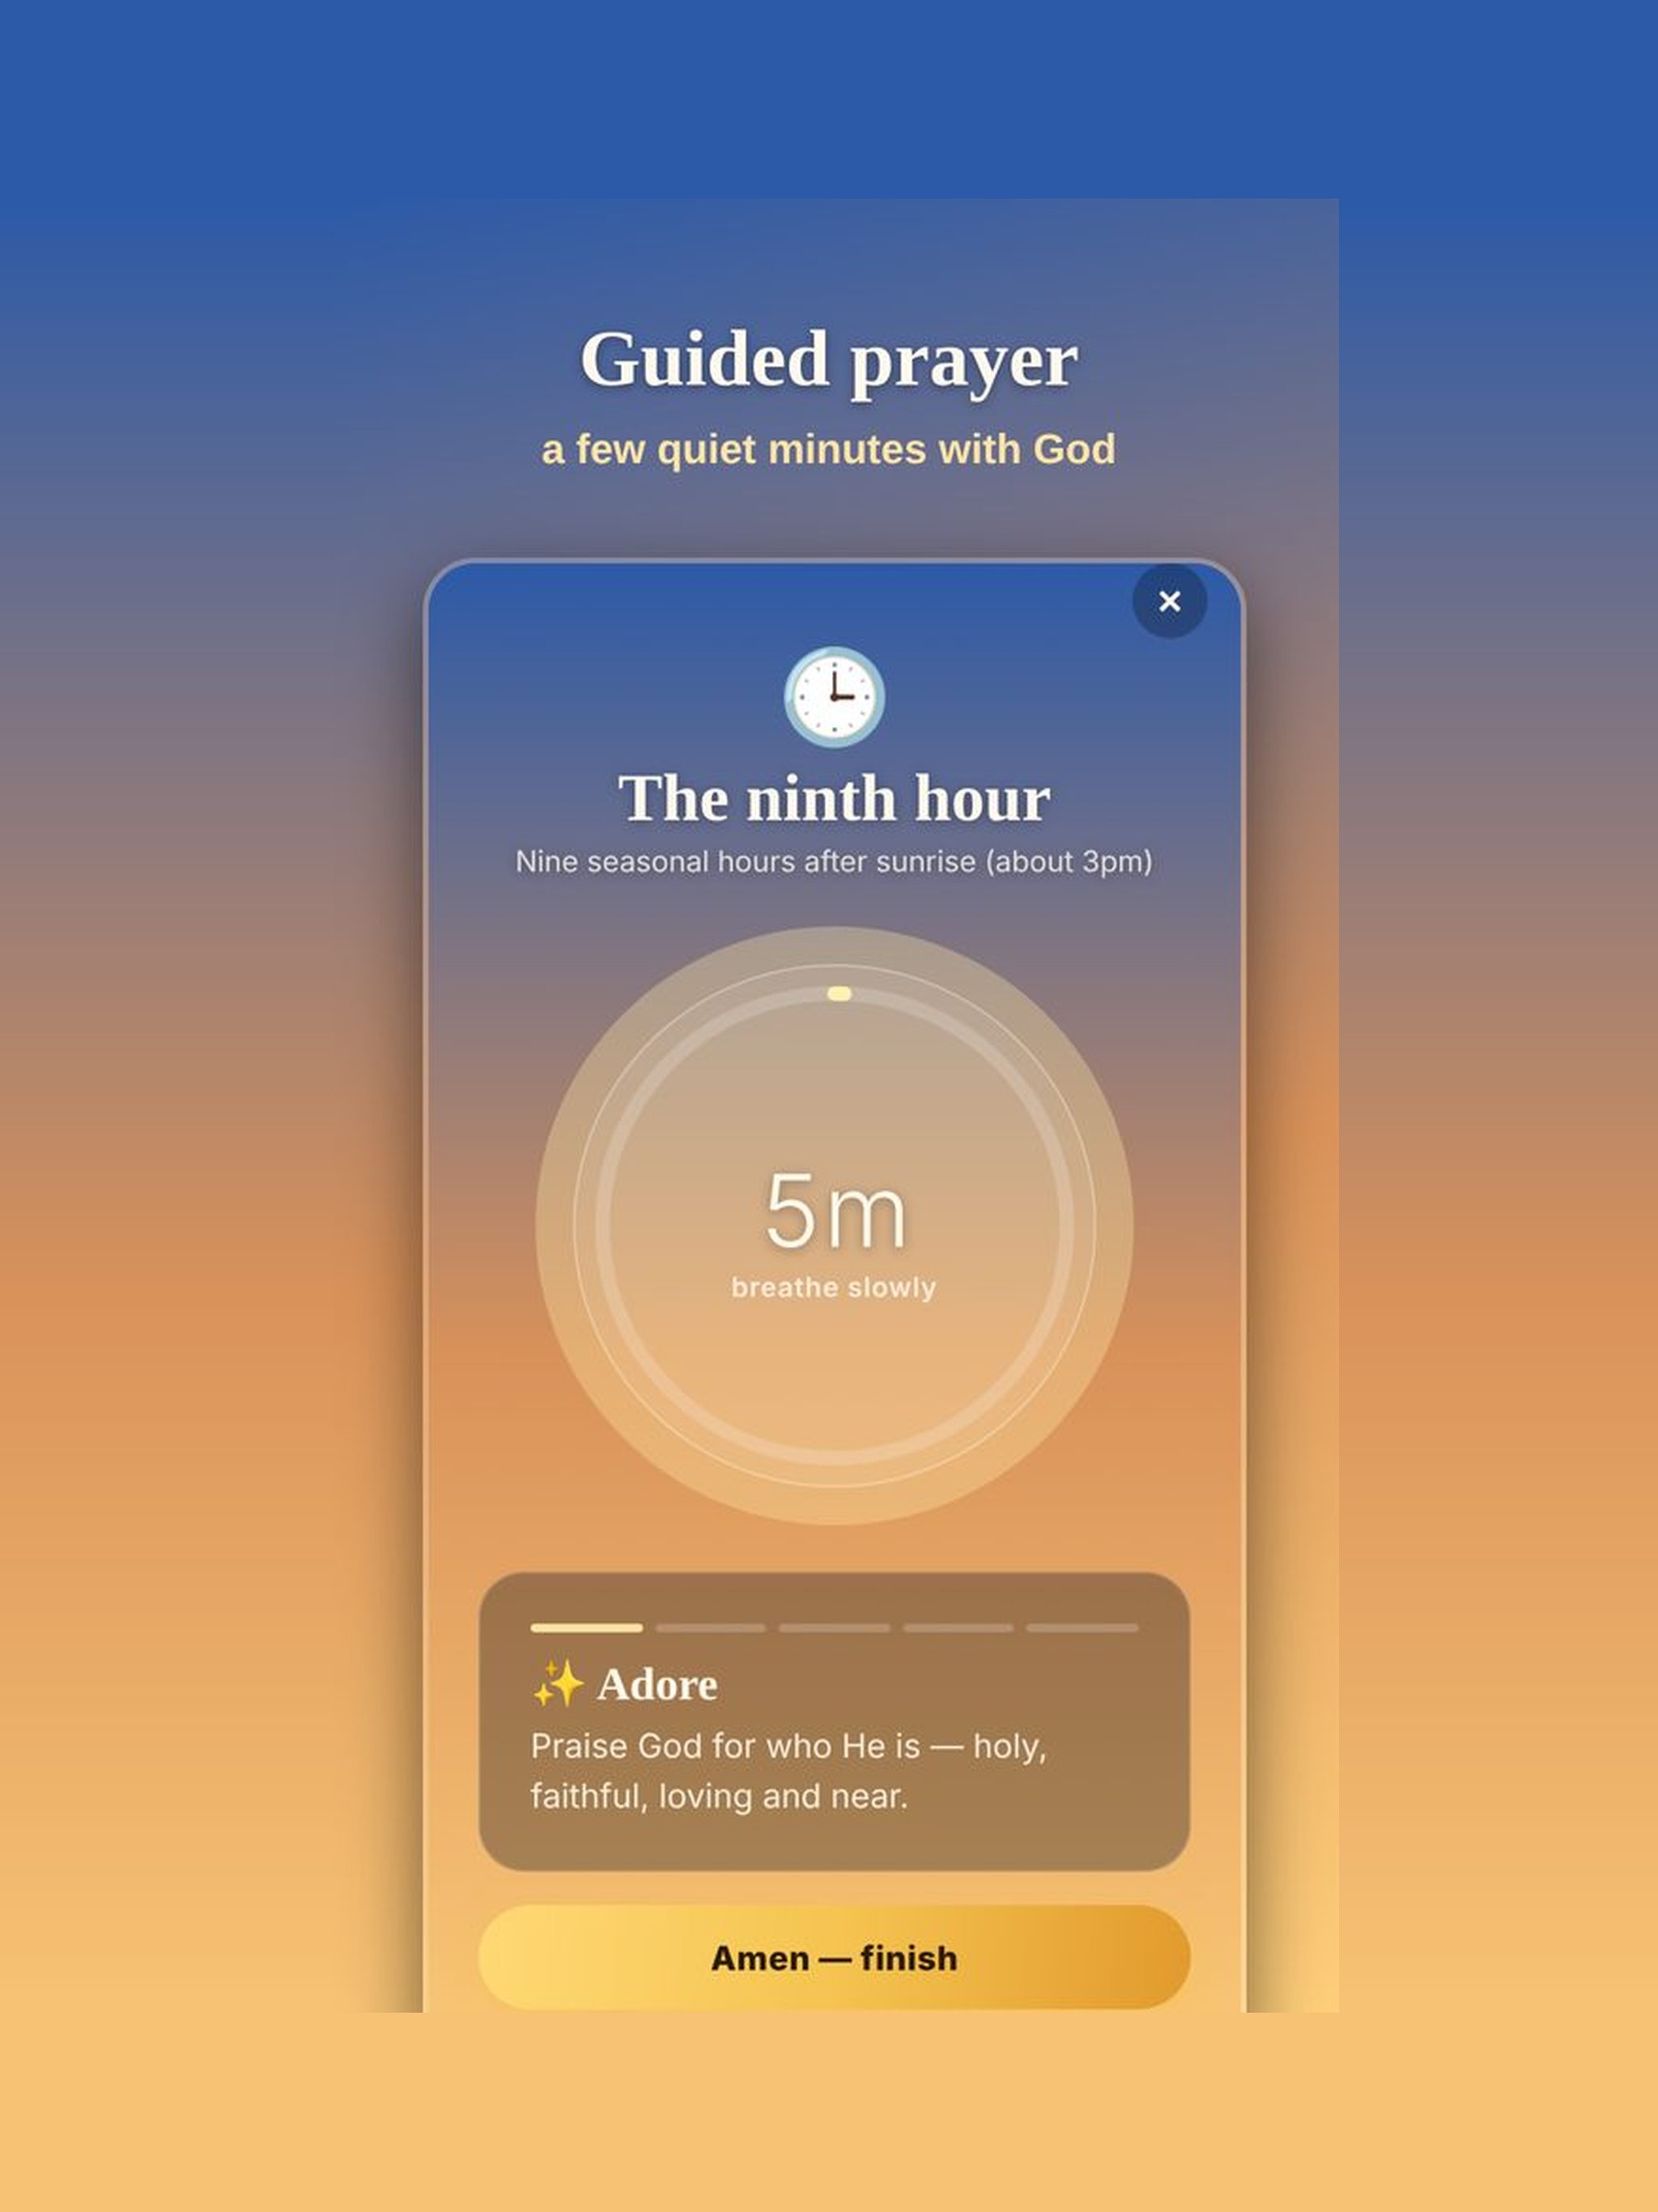 Guided prayer
a few quiet minutes with God
×
The ninth hour
Nine seasonal hours after sunrise (about 3pm)
5m
breathe slowly
✨ Adore
Praise God for who He is — holy,
faithful, loving and near.
Amen — finish